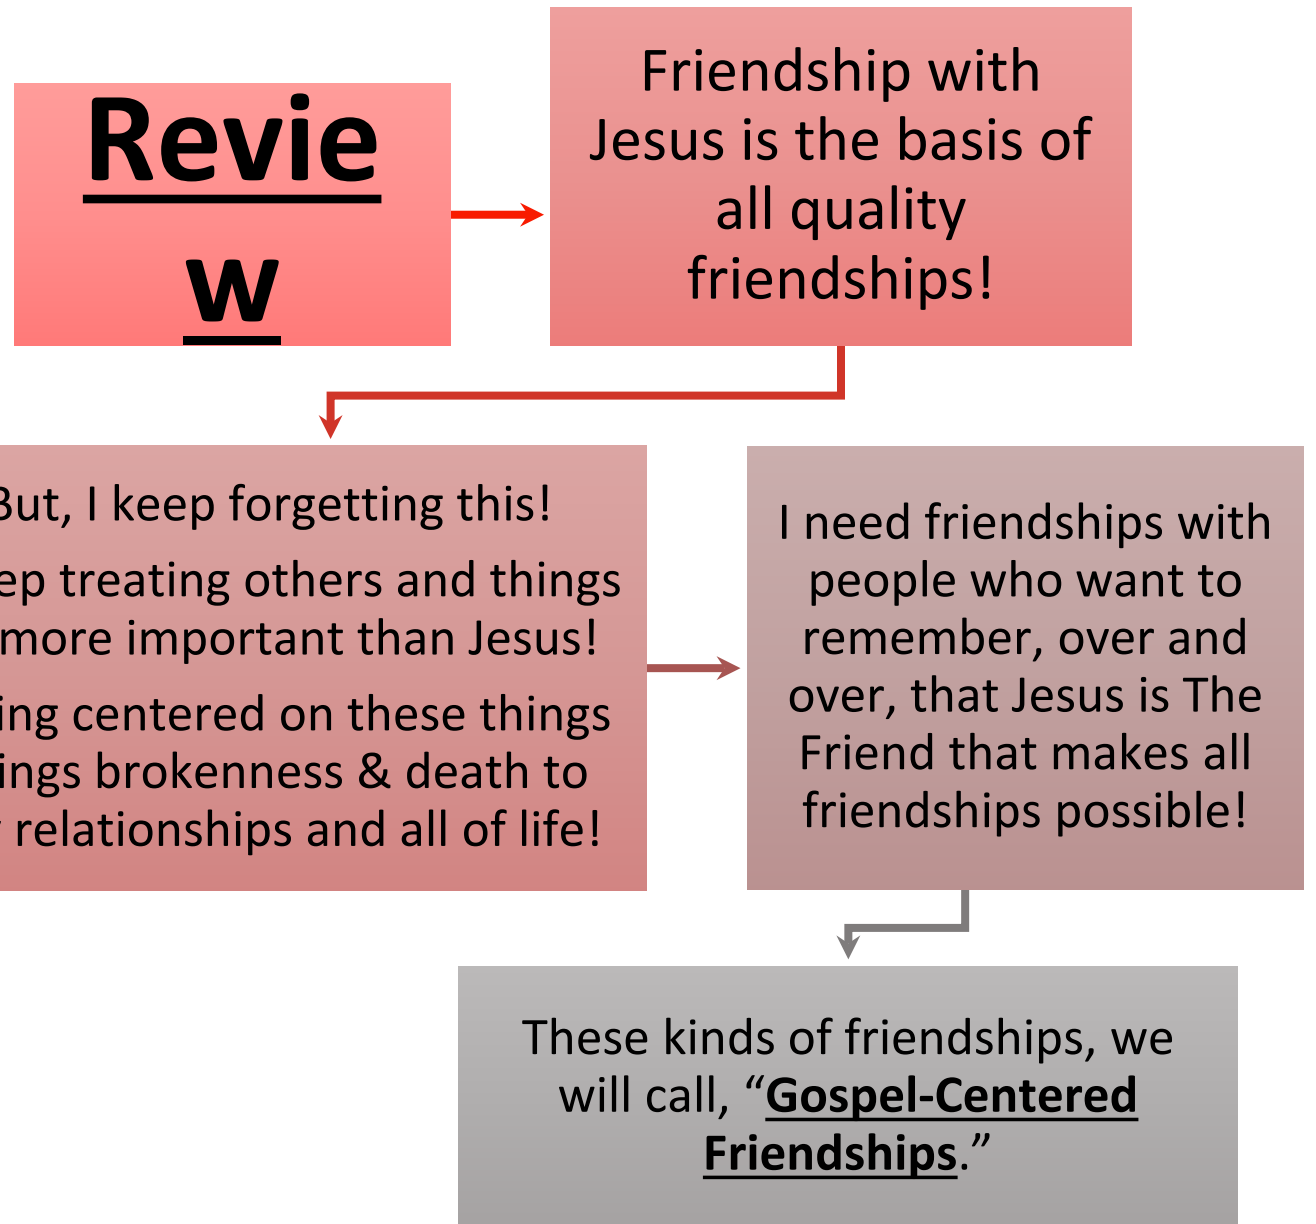 Revie
w
Friendship with
Jesus is the basis of
all quality
friendships!
But, I keep forgetting this!
treating others and things
more important than Jesus!
centered on these things
brokenness & death to
relationships and all of life!
I need friendships with
people who want to
remember, over and
over, that Jesus is The
Friend that makes all
friendships possible!
These kinds of friendships, we
will call, “Gospel-Centered
Friendships.”